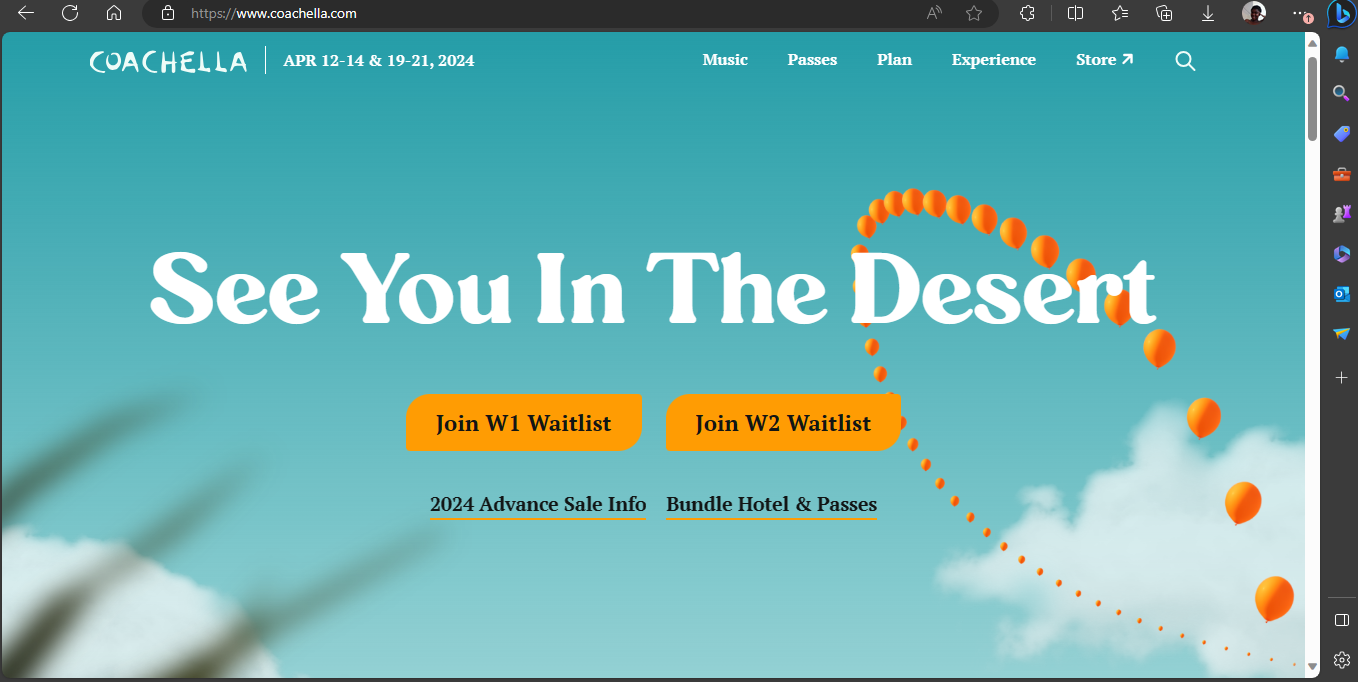 https://www.coachella.com
COACHELLA
APR 12-14 & 19-21, 2024
Music
Passes
Plan
Experience
Store
See You In The Desert
Join W1 Waitlist
Join W2 Waitlist
2024 Advance Sale Info
Bundle Hotel & Passes